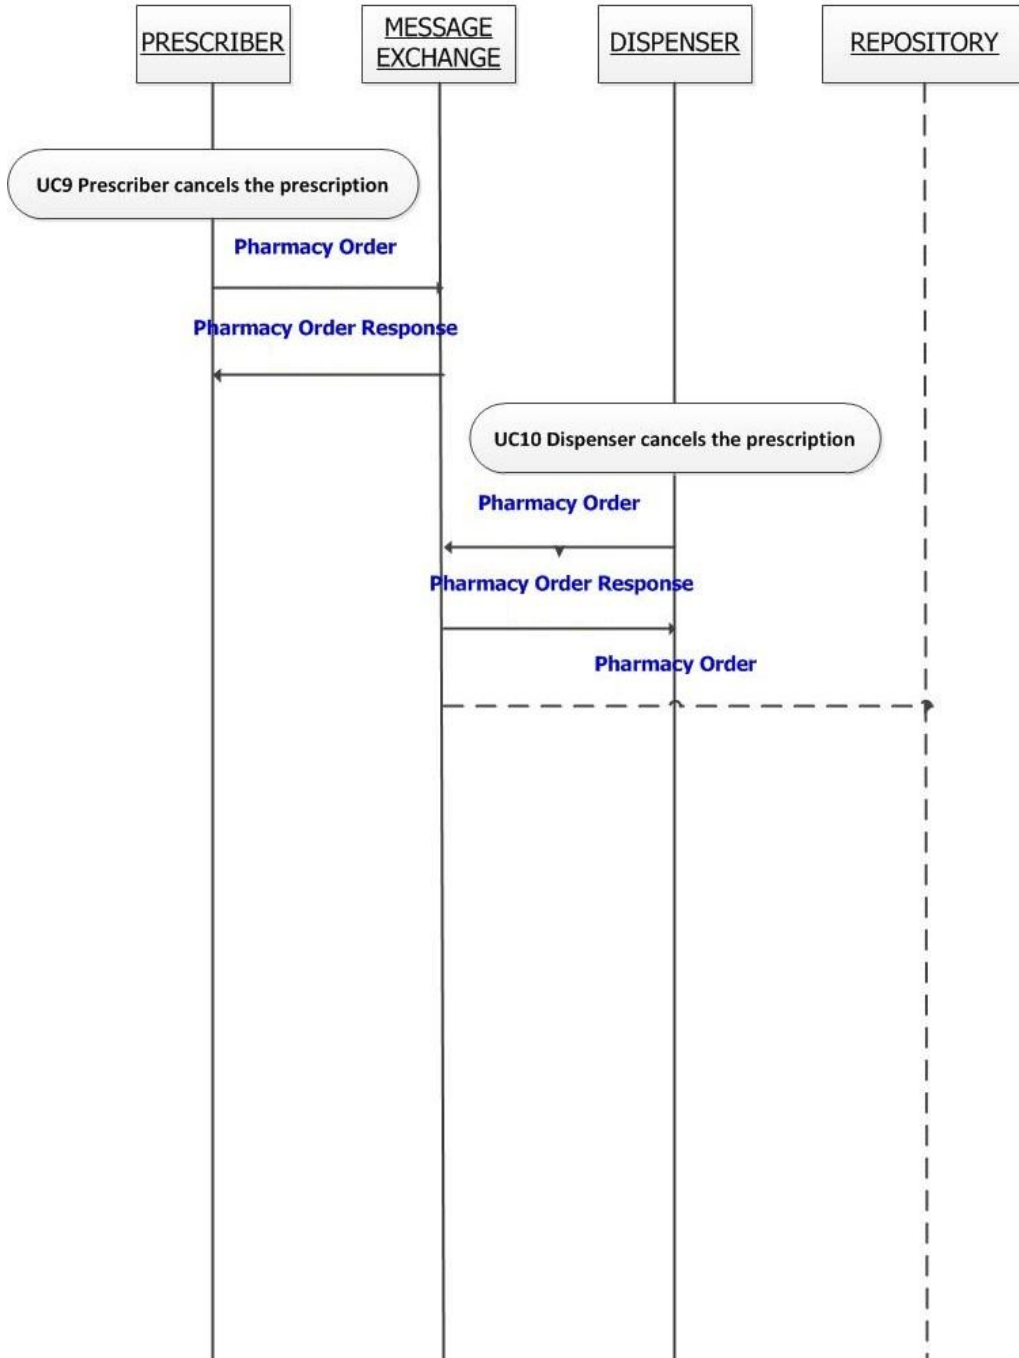 PRESCRIBER
MESSAGE
EXCHANGE
DISPENSER
REPOSITORY
UC9 Prescriber cancels the prescription
Pharmacy Order
Pharmacy Order Response
UC10 Dispenser cancels the prescription
Pharmacy Order
Pharmacy Order Response
Pharmacy Order